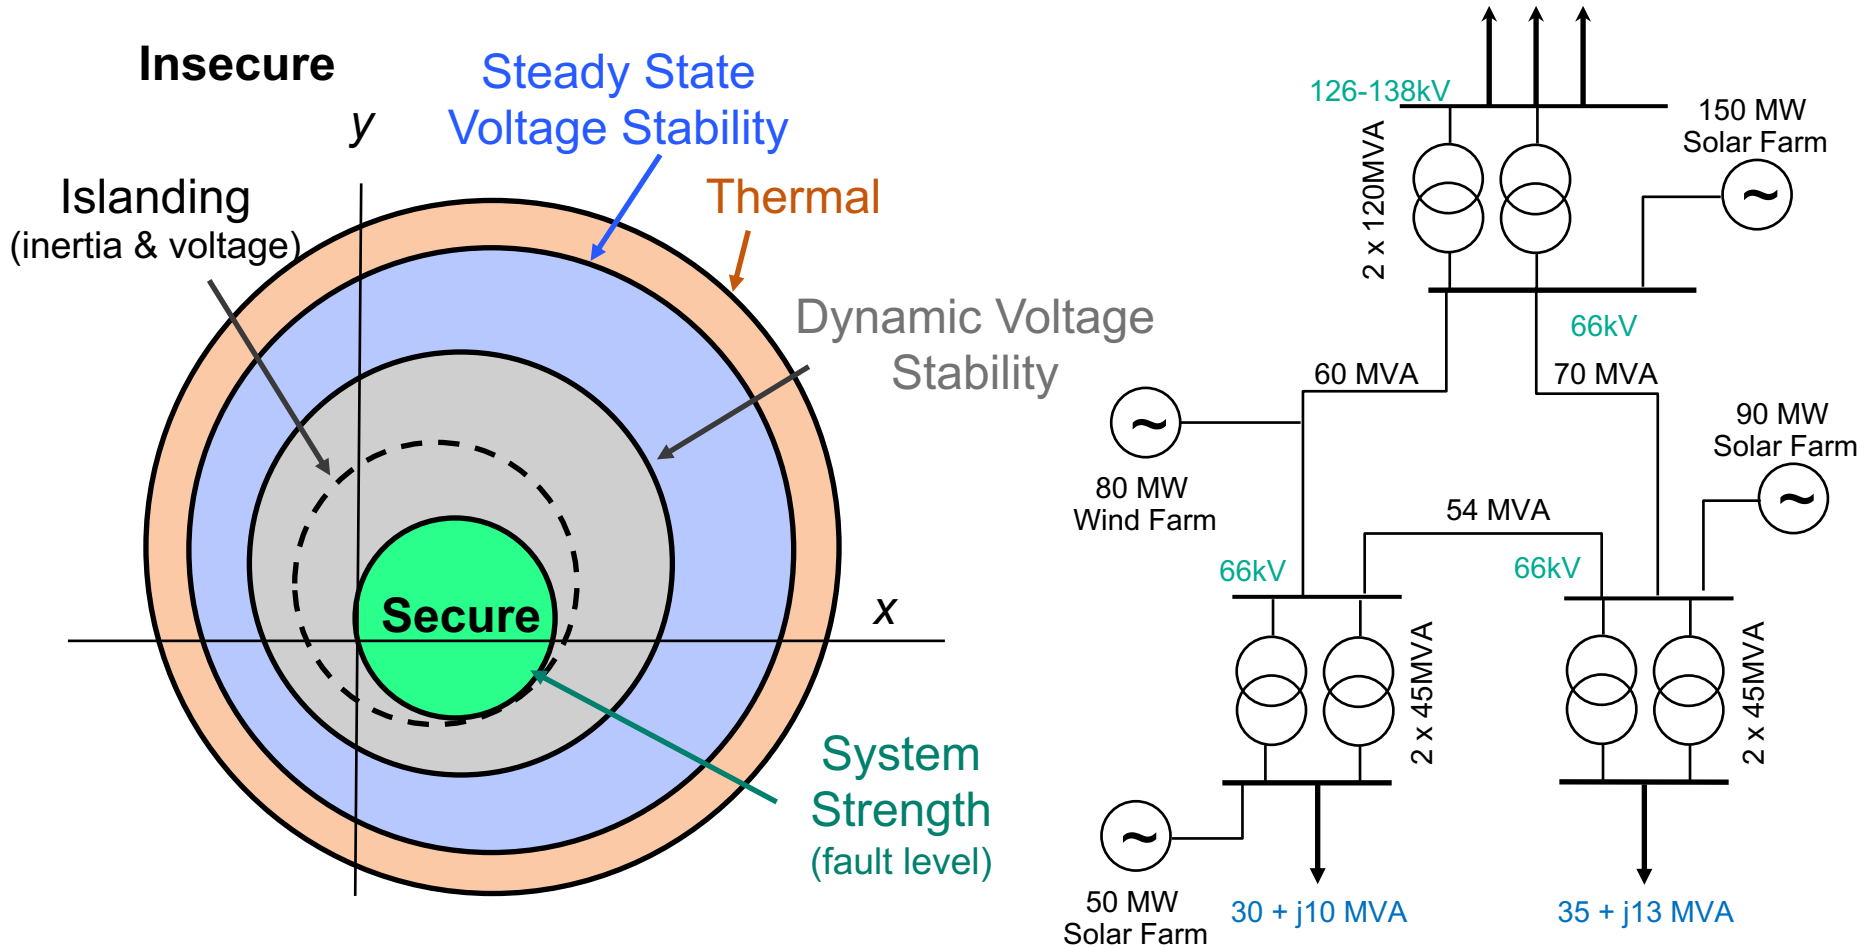 Insecure
y
Steady State
Voltage Stability
Islanding
(inertia & voltage)
Thermal
Dynamic Voltage
Stability
Secure
x
System
Strength
(fault level)
126-138kV
150 MW
Solar Farm
2 x 120MVA
~
66kV
60 MVA
70 MVA
~
80 MW
Wind Farm
90 MW
Solar Farm
~
54 MVA
66kV
66kV
2 x 45MVA
2 x 45MVA
~
50 MW
Solar Farm
30 + j10 MVA
35 + j13 MVA